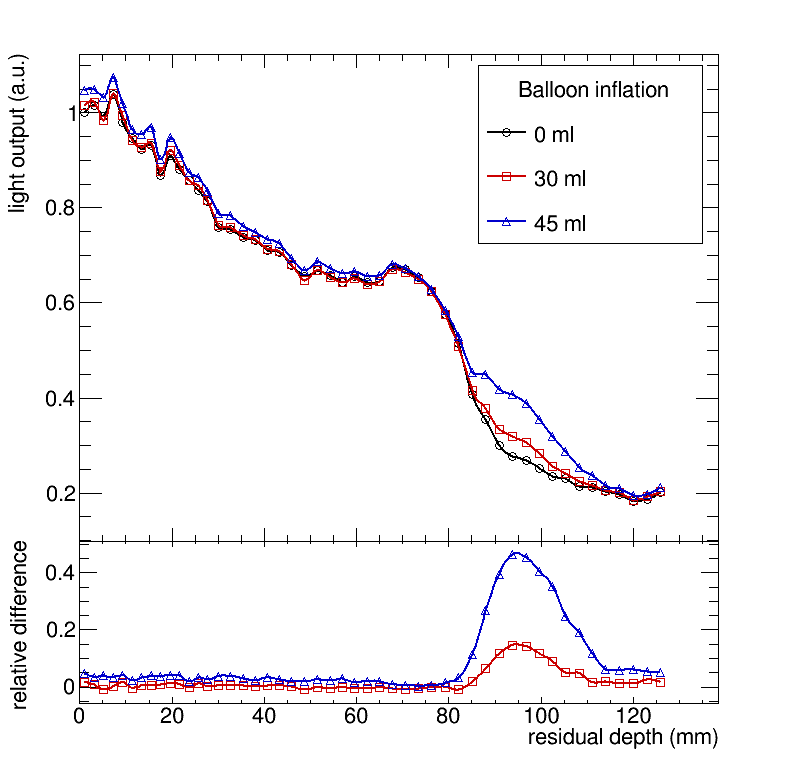 light output (a.u.)
1
0.8
0.6
0.4
0.2
Balloon inflation
0 ml
30 ml
45 ml
relative difference
0.4
0.2
0
0 20 40 60 80 100 120
residual depth (mm)